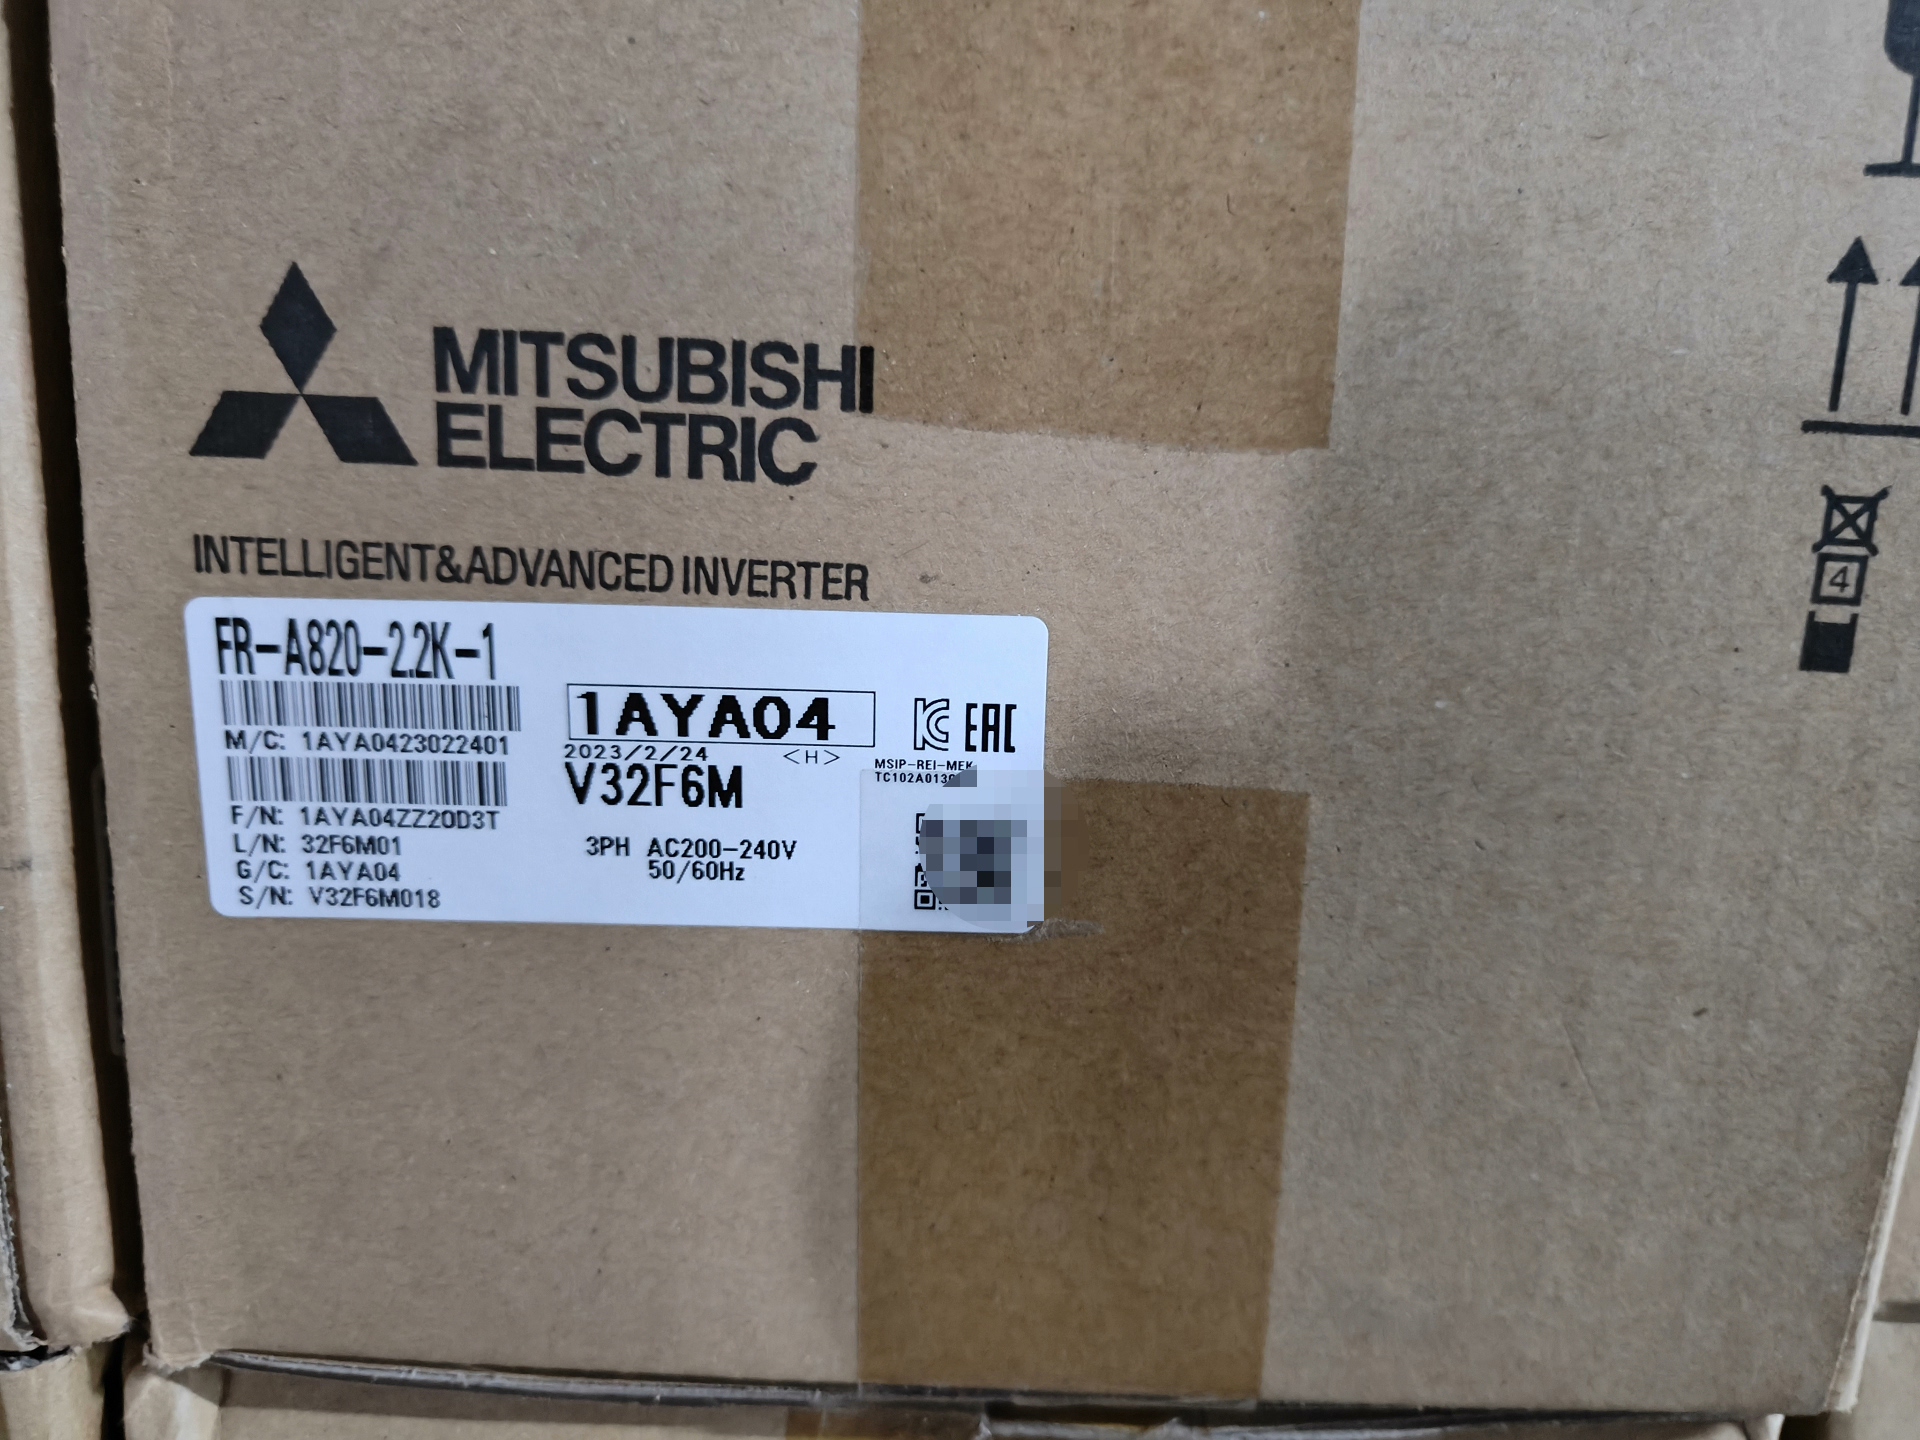 MITSUBISHI
ELECTRIC
INTELLIGENT&ADVANCED INVERTER
FR-A820-2.2K-1
M/C: 1AYA0423022401
F/N: 1AYA04ZZ20D3T
L/N: 32F6M01
G/C: 1AYA04
S/N: V32F6M018
1AYA04
2023/2/24 <H>
V32F6M
3PH AC200-240V
50/60Hz
EAC
MSIP-REI-MEK
4